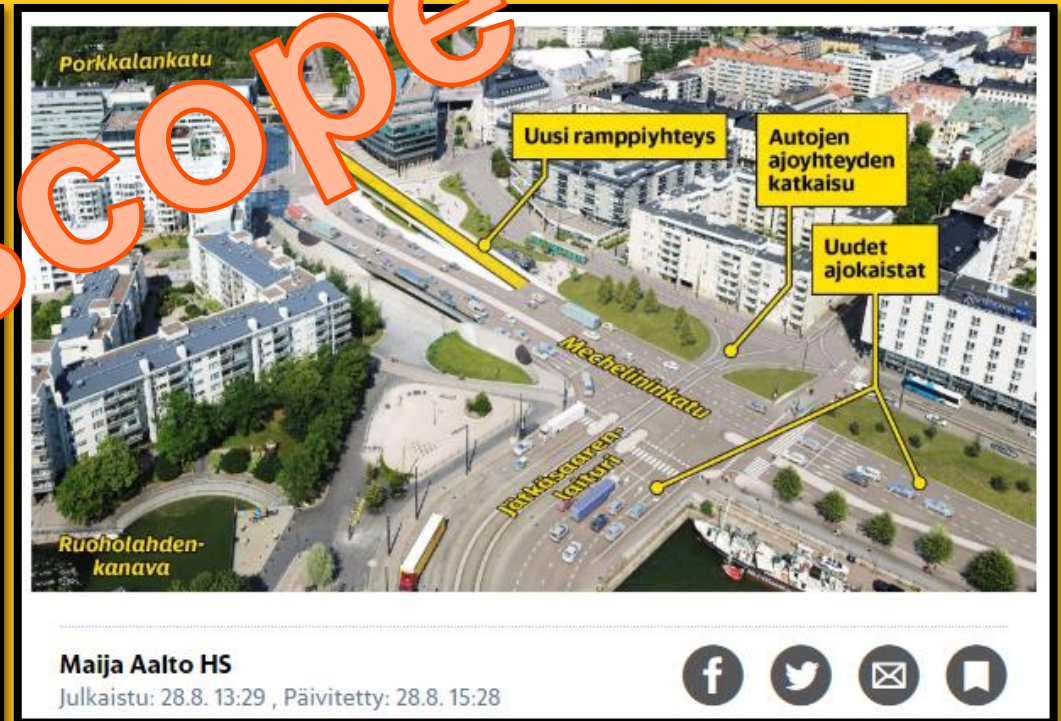 cope
Porkkalankatu
Uusi ramppiyhteys
Autojen
ajoyhteyden
katkaisu
Uudet
ajokaistat
Mechelininkatu
Jätkäsaaren-
laituri
Ruoholahden-
kanava
Maija Aalto HS
Julkaistu: 28.8. 13:29 , Päivitetty: 28.8. 15:28